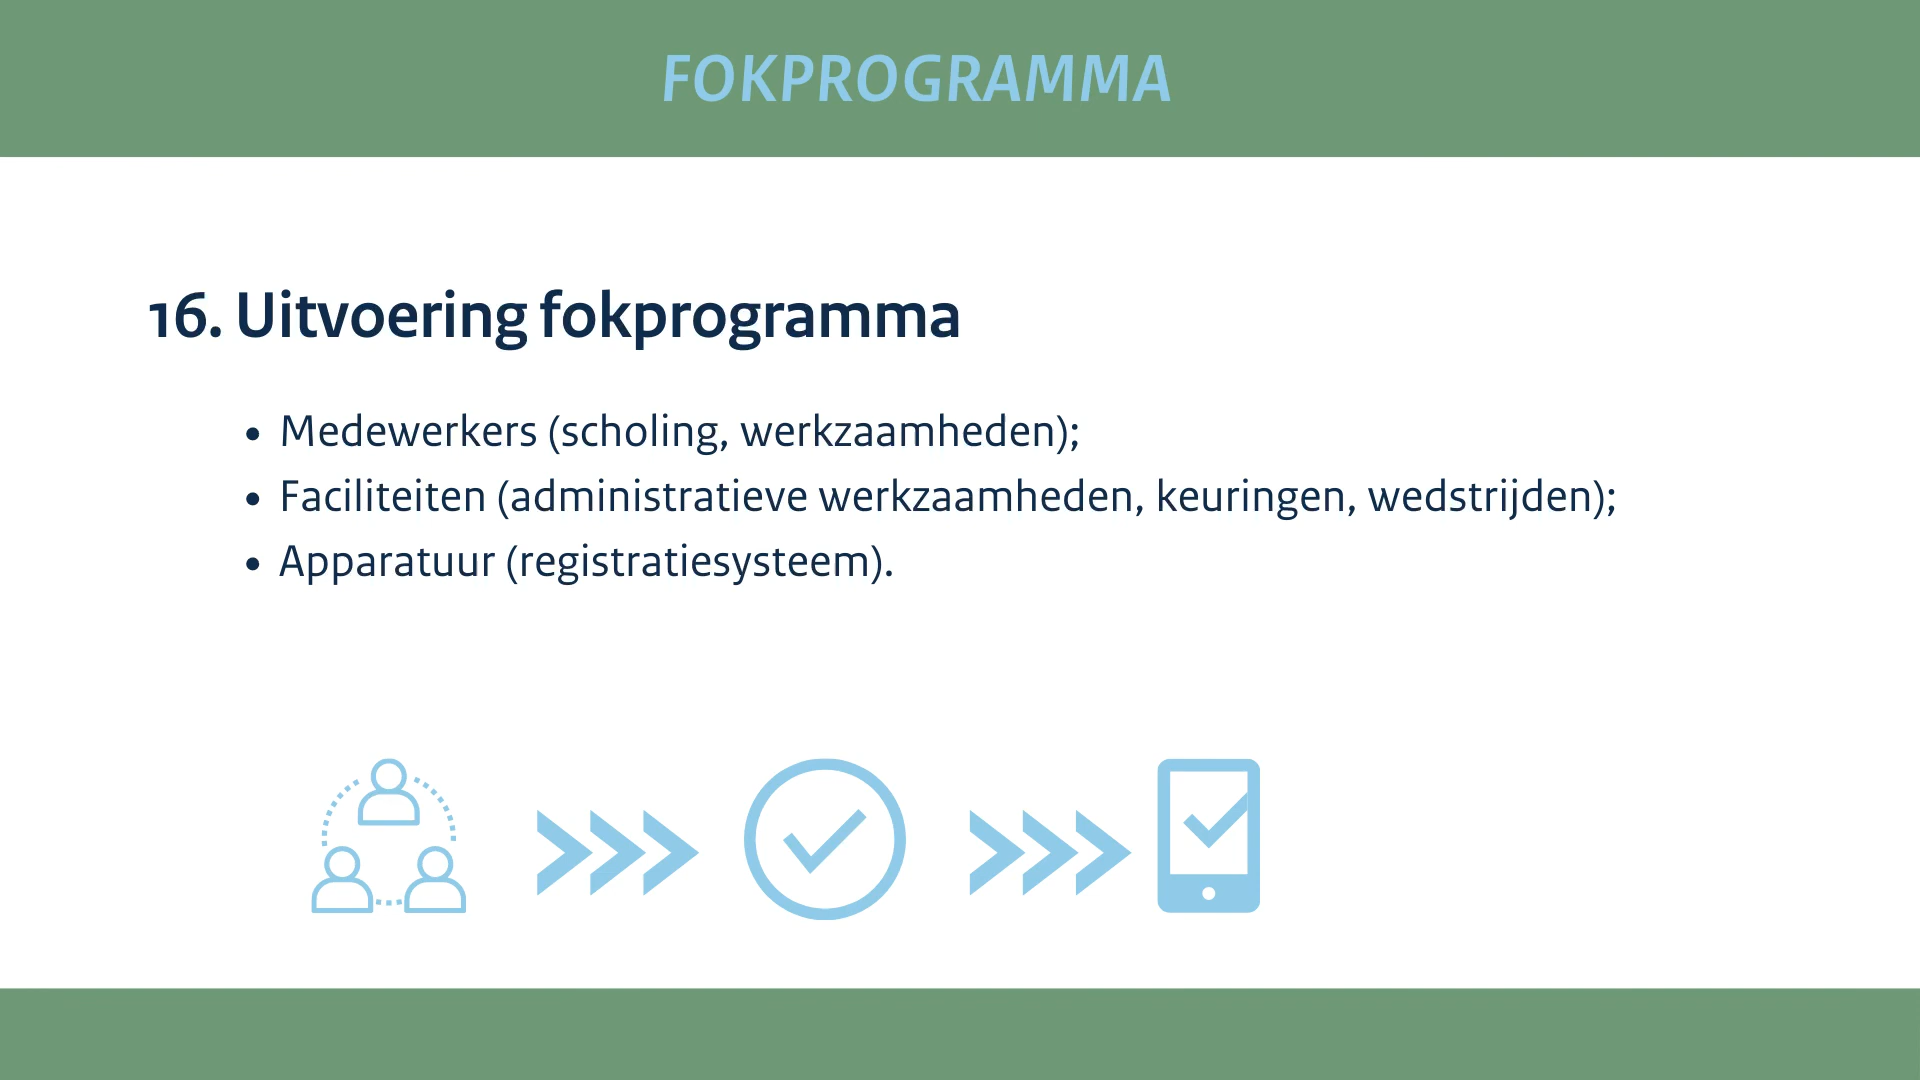 FOKPROGRAMMA
16. Uitvoering fokprogramma
• Medewerkers (scholing, werkzaamheden);
• Faciliteiten (administratieve werkzaamheden, keuringen, wedstrijden);
• Apparatuur (registratiesysteem).